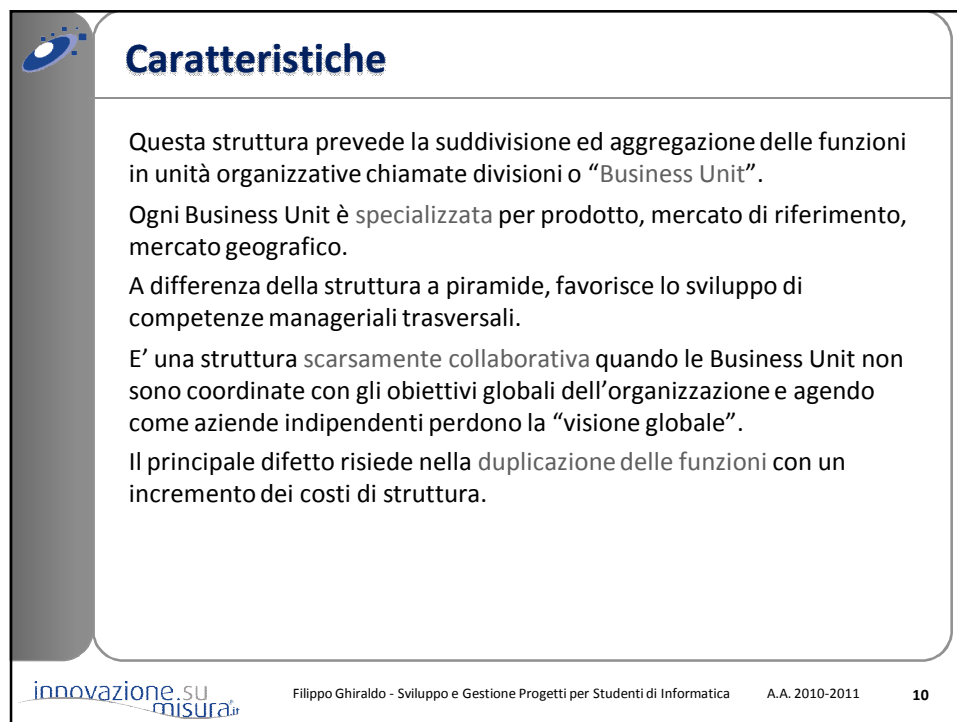 Caratteristiche
Questa struttura prevede la suddivisione ed aggregazione delle funzioni
in unità organizzative chiamate divisioni o “Business Unit”.
Ogni Business Unit è specializzata per prodotto, mercato di riferimento,
mercato geografico.
A differenza della struttura a piramide, favorisce lo sviluppo di
competenze manageriali trasversali.
E’ una struttura scarsamente collaborativa quando le Business Unit non
sono coordinate con gli obiettivi globali dell’organizzazione e agendo
come aziende indipendenti perdono la “visione globale”.
Il principale difetto risiede nella duplicazione delle funzioni con un
incremento dei costi di struttura.
innovazione.su
misura.it
Filippo Ghiraldo - Sviluppo e Gestione Progetti per Studenti di Informatica A.A. 2010-2011 10